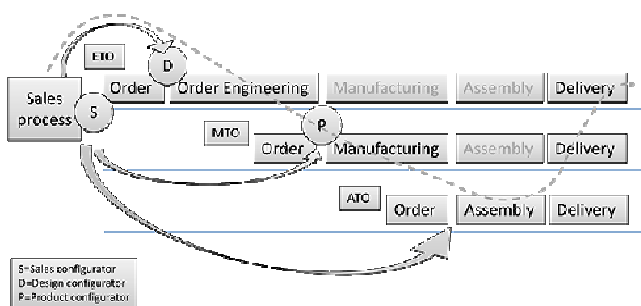 ETO
D
Order
Order Engineering
Manufacturing
Assembly
Delivery
Sales
process
S
P
MTO
Order
Manufacturing
Assembly
Delivery
ATO
Order
Assembly
Delivery
S=Sales configurator
D=Design configurator
P=Product configurator